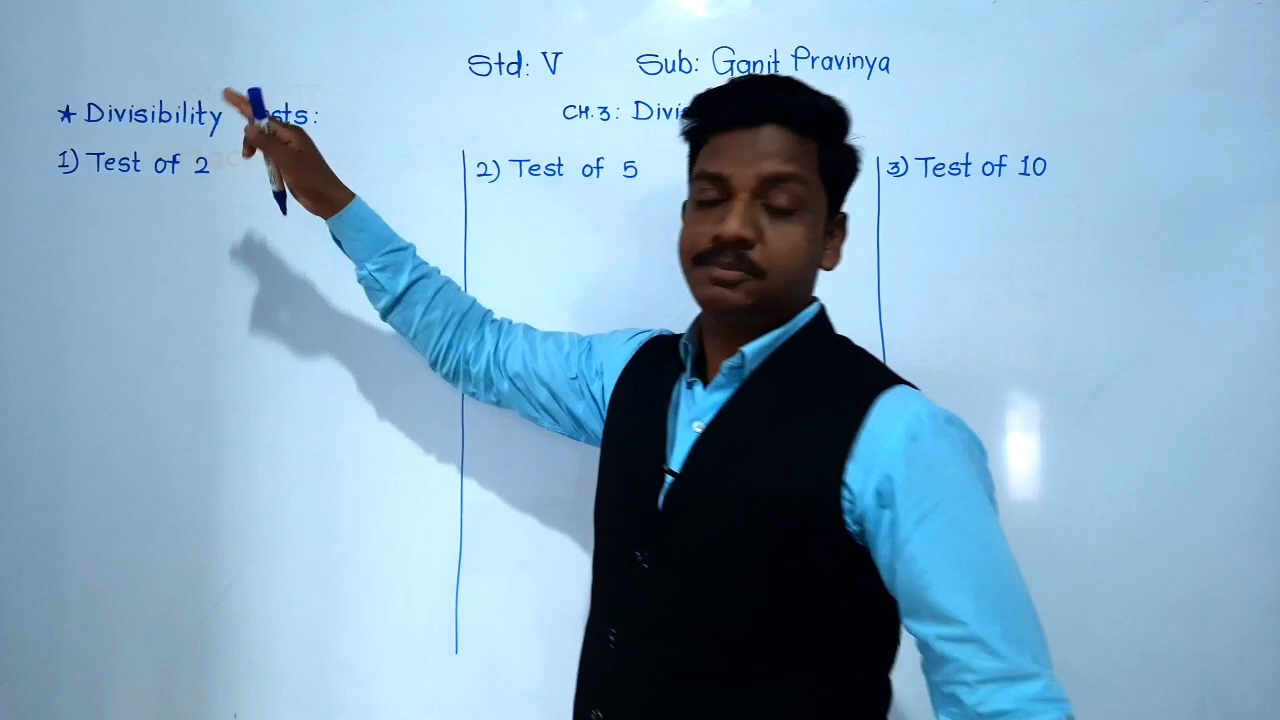 Std: V Sub: Ganit Pravinya
CH. 3:
★ Divisibility
1) Test of 2
2) Test of 5
3) Test of 10